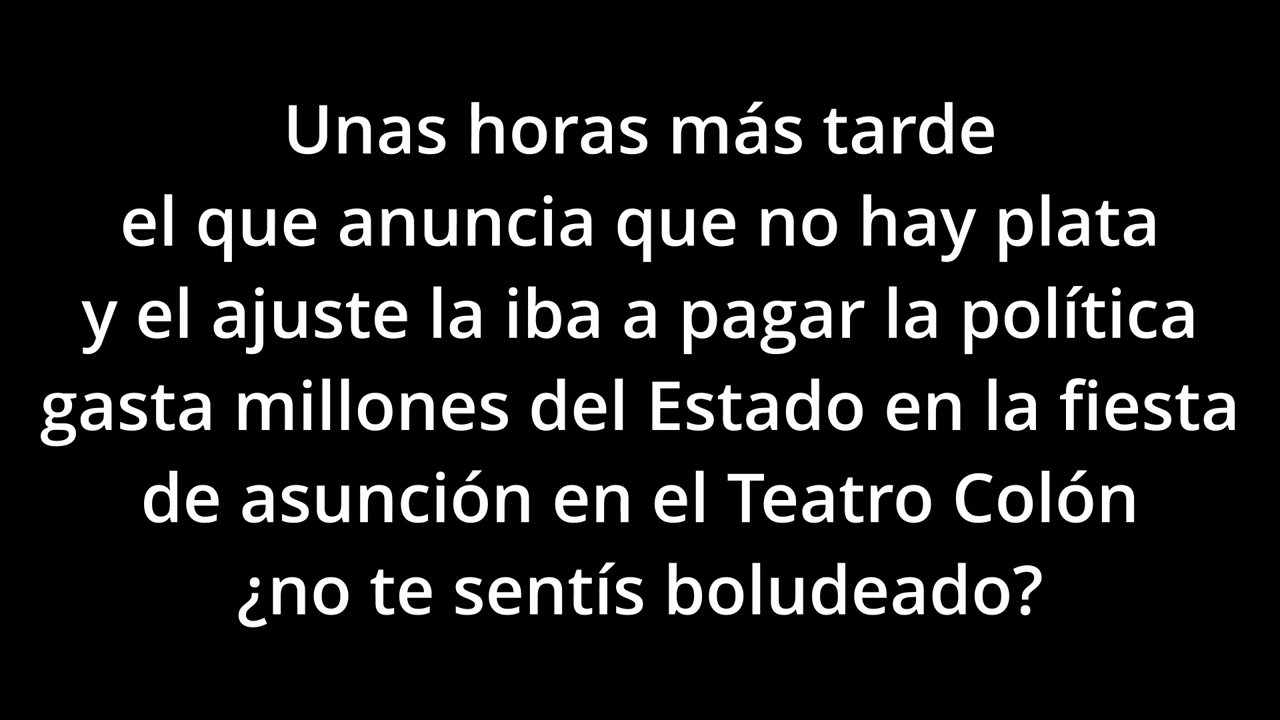 Unas horas más tarde
el que anuncia que no hay plata
y el ajuste la iba a pagar la política
gasta millones del Estado en la fiesta
de asunción en el Teatro Colón
¿no te sentís boludeado?